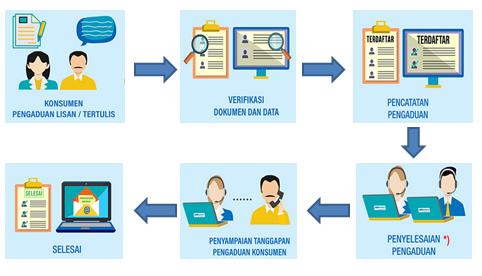 KONSUMEN
PENGADUAN LISAN / TERTULIS
VERIFIKASI
DOKUMEN DAN DATA
TERDAFTAR
TERDAFTAR
PENCATATAN
PENGADUAN
PENYELESAIAN *)
PENGADUAN
PENYAMPAIAN TANGGAPAN
PENGADUAN KONSUMEN
SELESAI
SELESAI